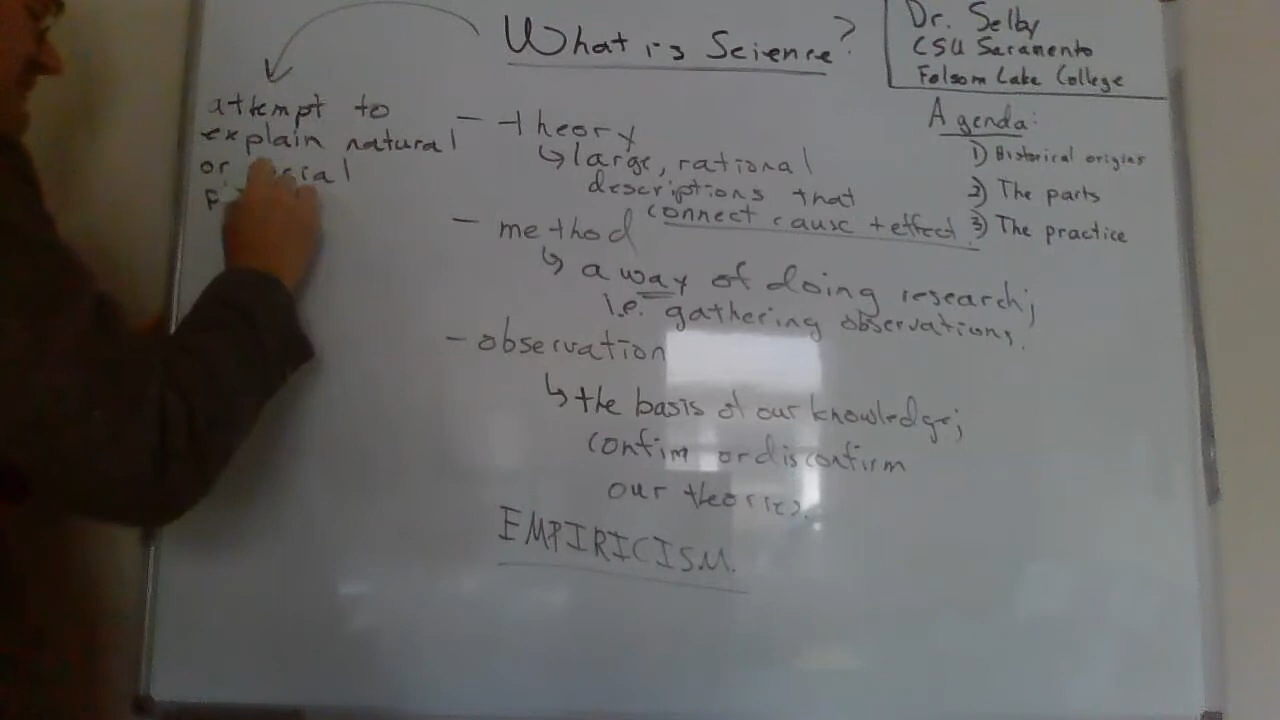 What is Science?
Dr. Selby
CSU Saramento
Folsom Lake College
Agenda:
1) Historical origins
2) The parts
3) The practice
attempt to
explain natural
or
- theory
↳ large, rational
descriptions that
connect cause + effect.
- method
↳ a way of doing research;
i.e. gathering observations.
- observation
↳ the basis of our knowledge;
confim or disconfirm
our theories.
EMPIRICISM.